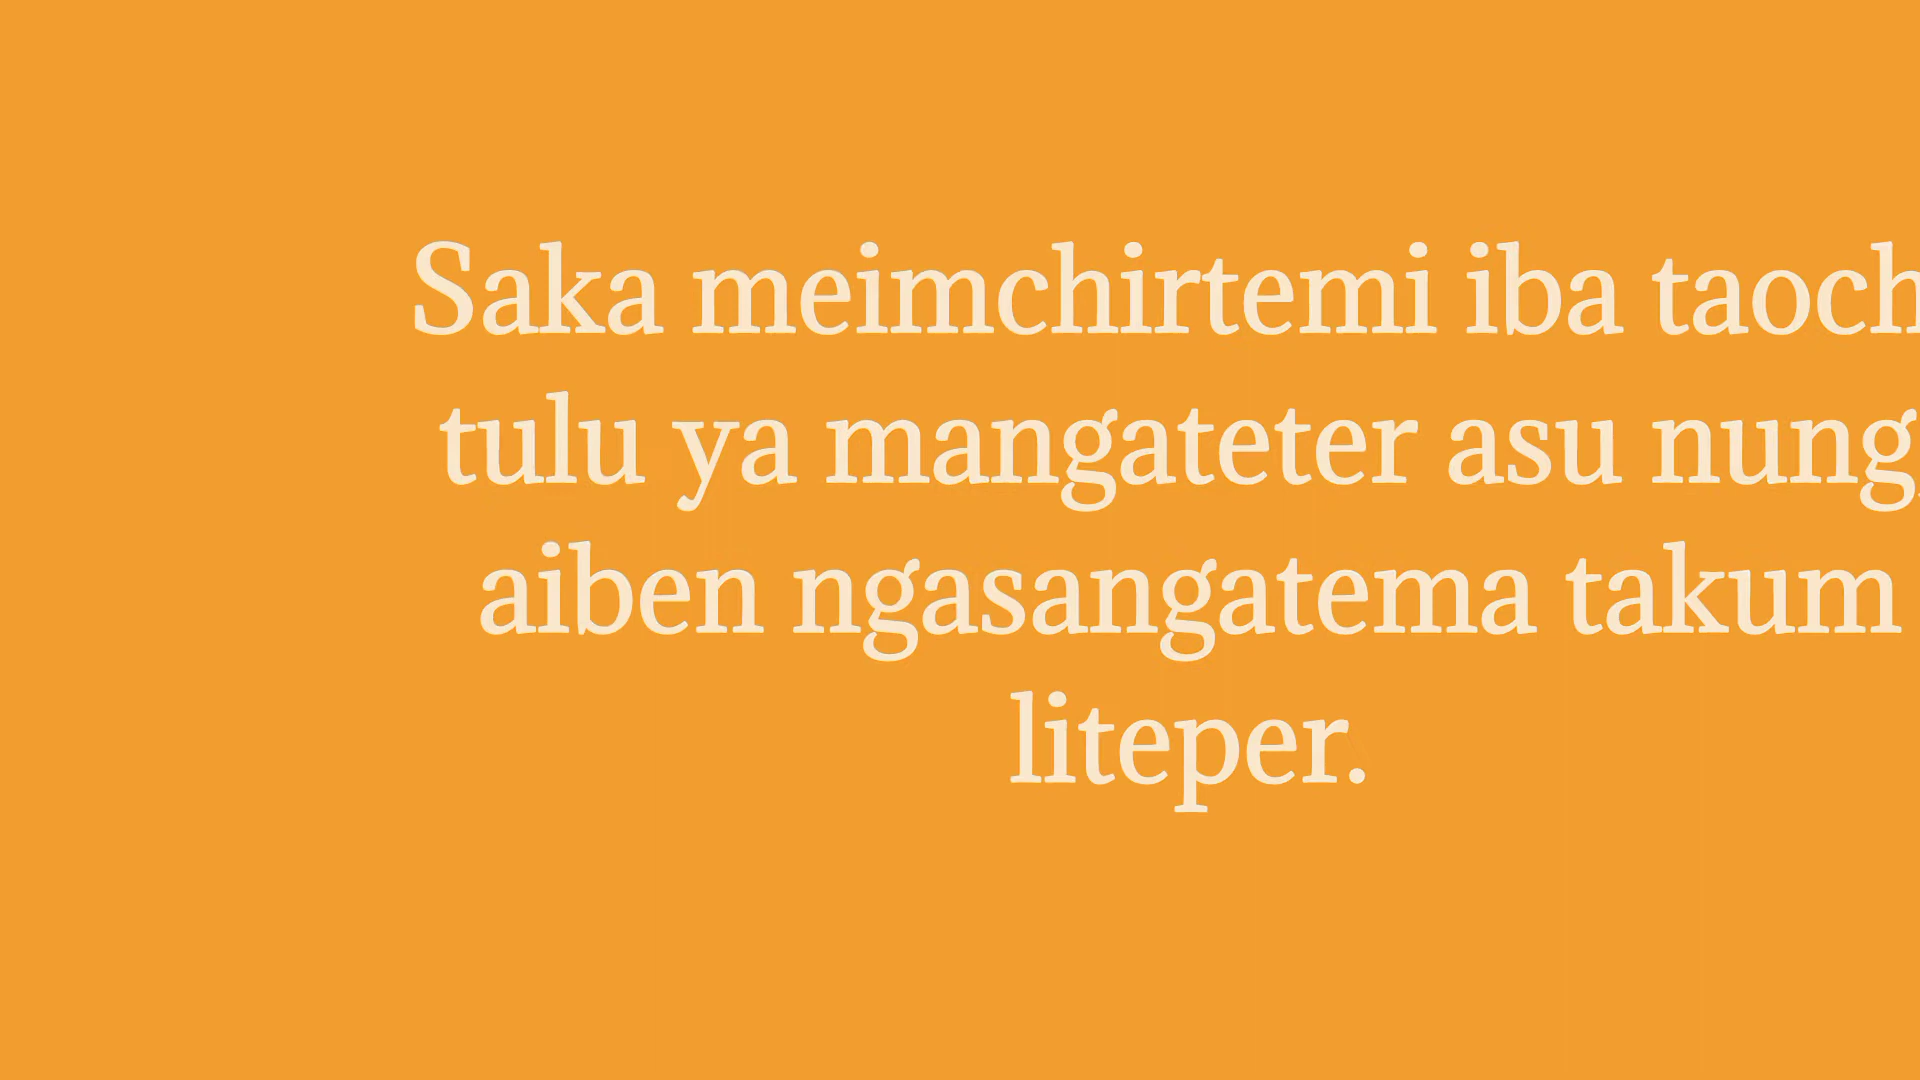 Saka meimchirtemi iba
tulu ya mangateter asu
aiben ngasangatema takum
liteper.